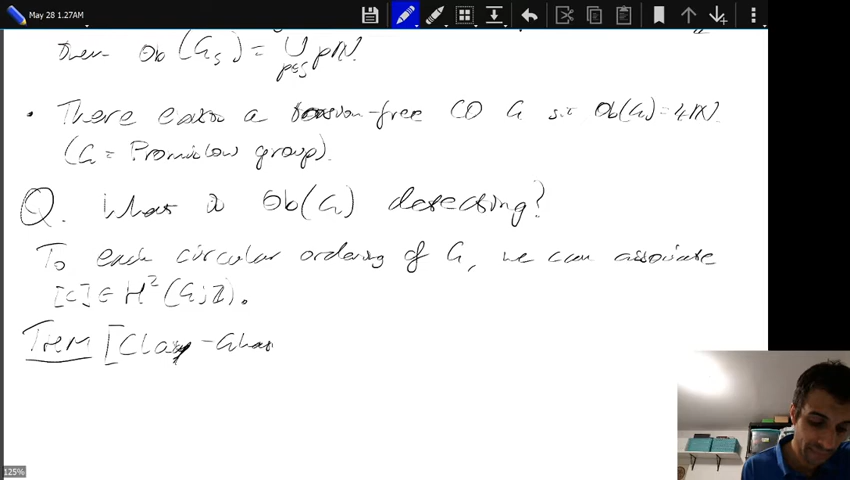 May 28 1.27AM
then Ob(G_S) = ⋃_{p∈S} pℕ.
• There exists a torsion-free CO G s.t. Ob(G)=4ℕ.
(G = Promislow group).
Q. What is Ob(G) detecting?
To each circular ordering of G, we can associate
[c] ∈ H²(G;ℤ).
THM [Clay - Ghas
125%